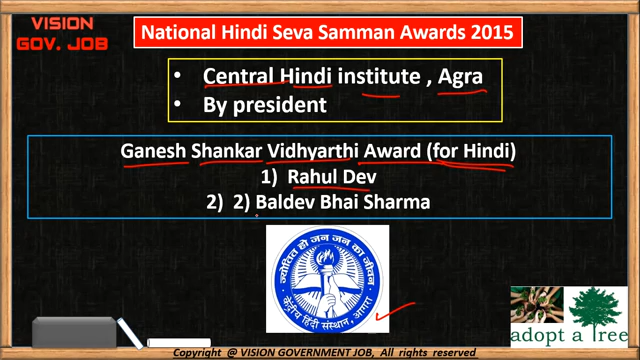 VISION
GOV. JOB
National Hindi Seva Samman Awards 2015
• Central Hindi institute , Agra
• By president
Ganesh Shankar Vidhyarthi Award (for Hindi)
1) Rahul Dev
2) 2) Baldev Bhai Sharma
ज्योतित हो जन जन का जीवन
केंद्रीय हिंदी संस्थान, आगरा
adopt a Tree
Copyright @ VISION GOVERNMENT JOB, All rights reserved